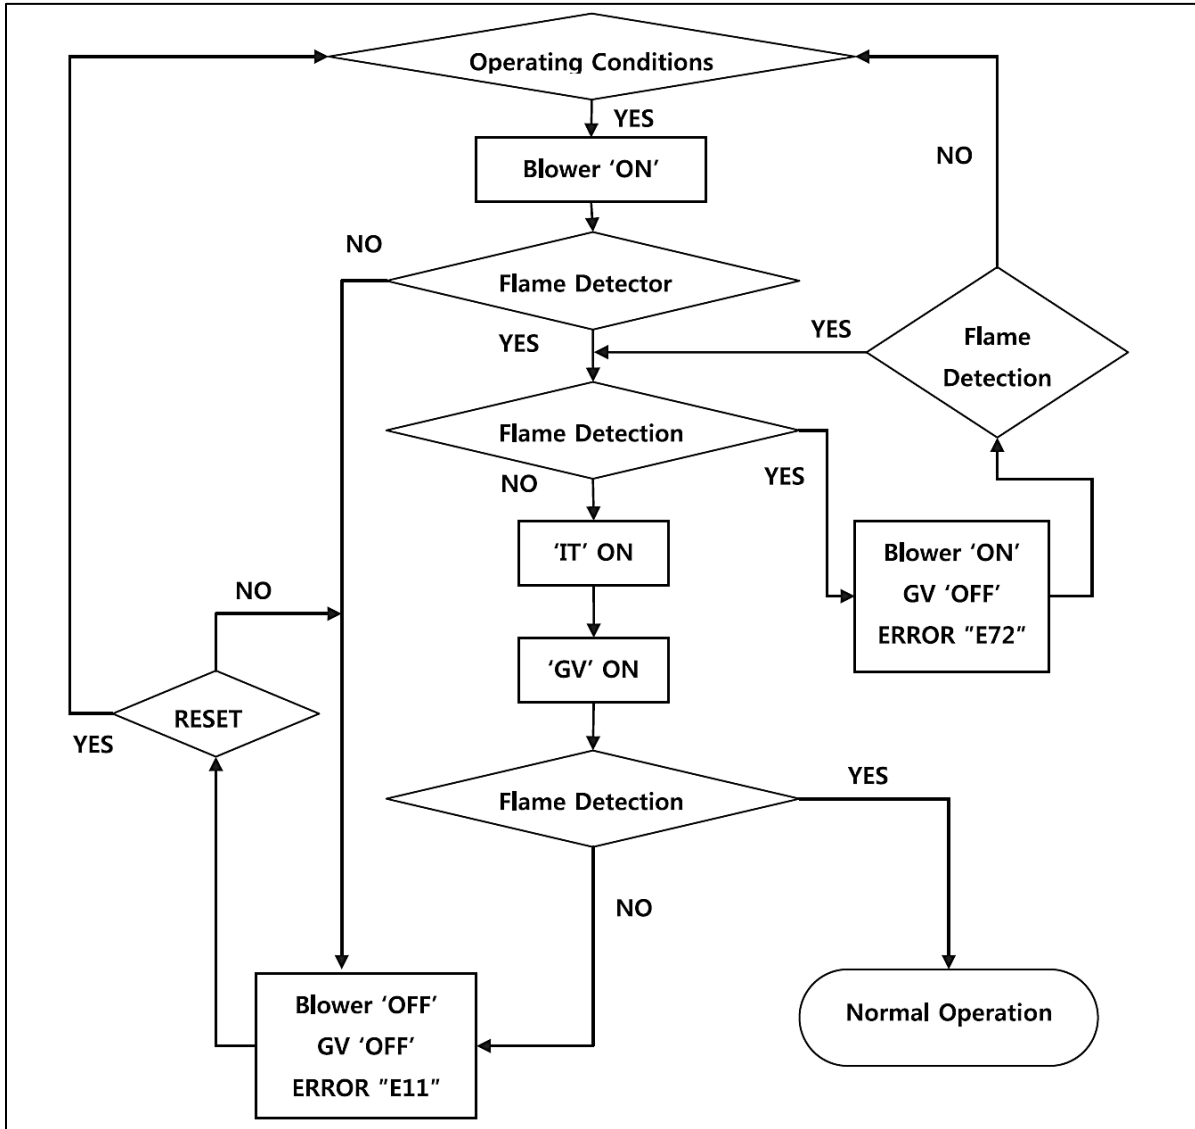 Operating Conditions
YES
Blower ‘ON’
NO
NO
Flame Detector
YES
YES
Flame
Detection
Flame Detection
NO
YES
‘IT’ ON
Blower ‘ON’
GV ‘OFF’
ERROR ”E72”
NO
‘GV’ ON
RESET
YES
Flame Detection
YES
NO
Blower ‘OFF’
GV ‘OFF’
ERROR ”E11”
Normal Operation